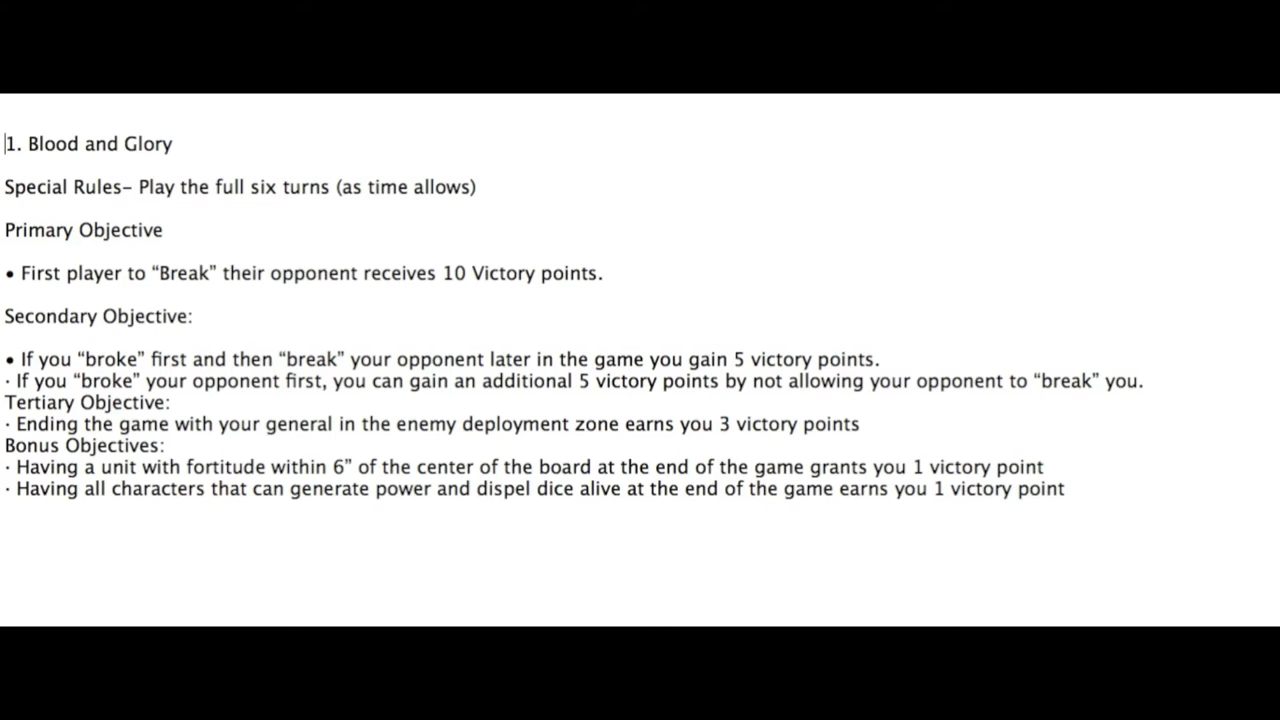 1. Blood and Glory
Special Rules– Play the full six turns (as time allows)
Primary Objective
• First player to “Break” their opponent receives 10 Victory points.
Secondary Objective:
• If you “broke” first and then “break” your opponent later in the game you gain 5 victory points.
· If you “broke” your opponent first, you can gain an additional 5 victory points by not allowing your opponent to “break” you.
Tertiary Objective:
· Ending the game with your general in the enemy deployment zone earns you 3 victory points
Bonus Objectives:
· Having a unit with fortitude within 6” of the center of the board at the end of the game grants you 1 victory point
· Having all characters that can generate power and dispel dice alive at the end of the game earns you 1 victory point